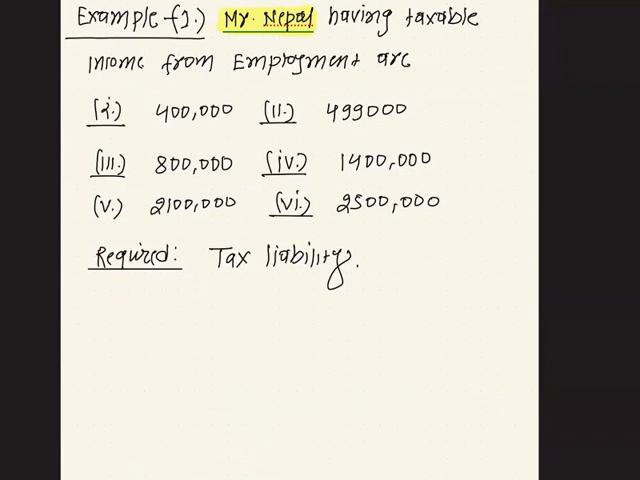 Example-(1.) Mr. Nepal having taxable
income from Employment are
(i.) 400,000 (ii.) 499000
(iii.) 800,000 (iv.) 1400,000
(v.) 2100,000 (vi.) 2500,000
Required: Tax liability.